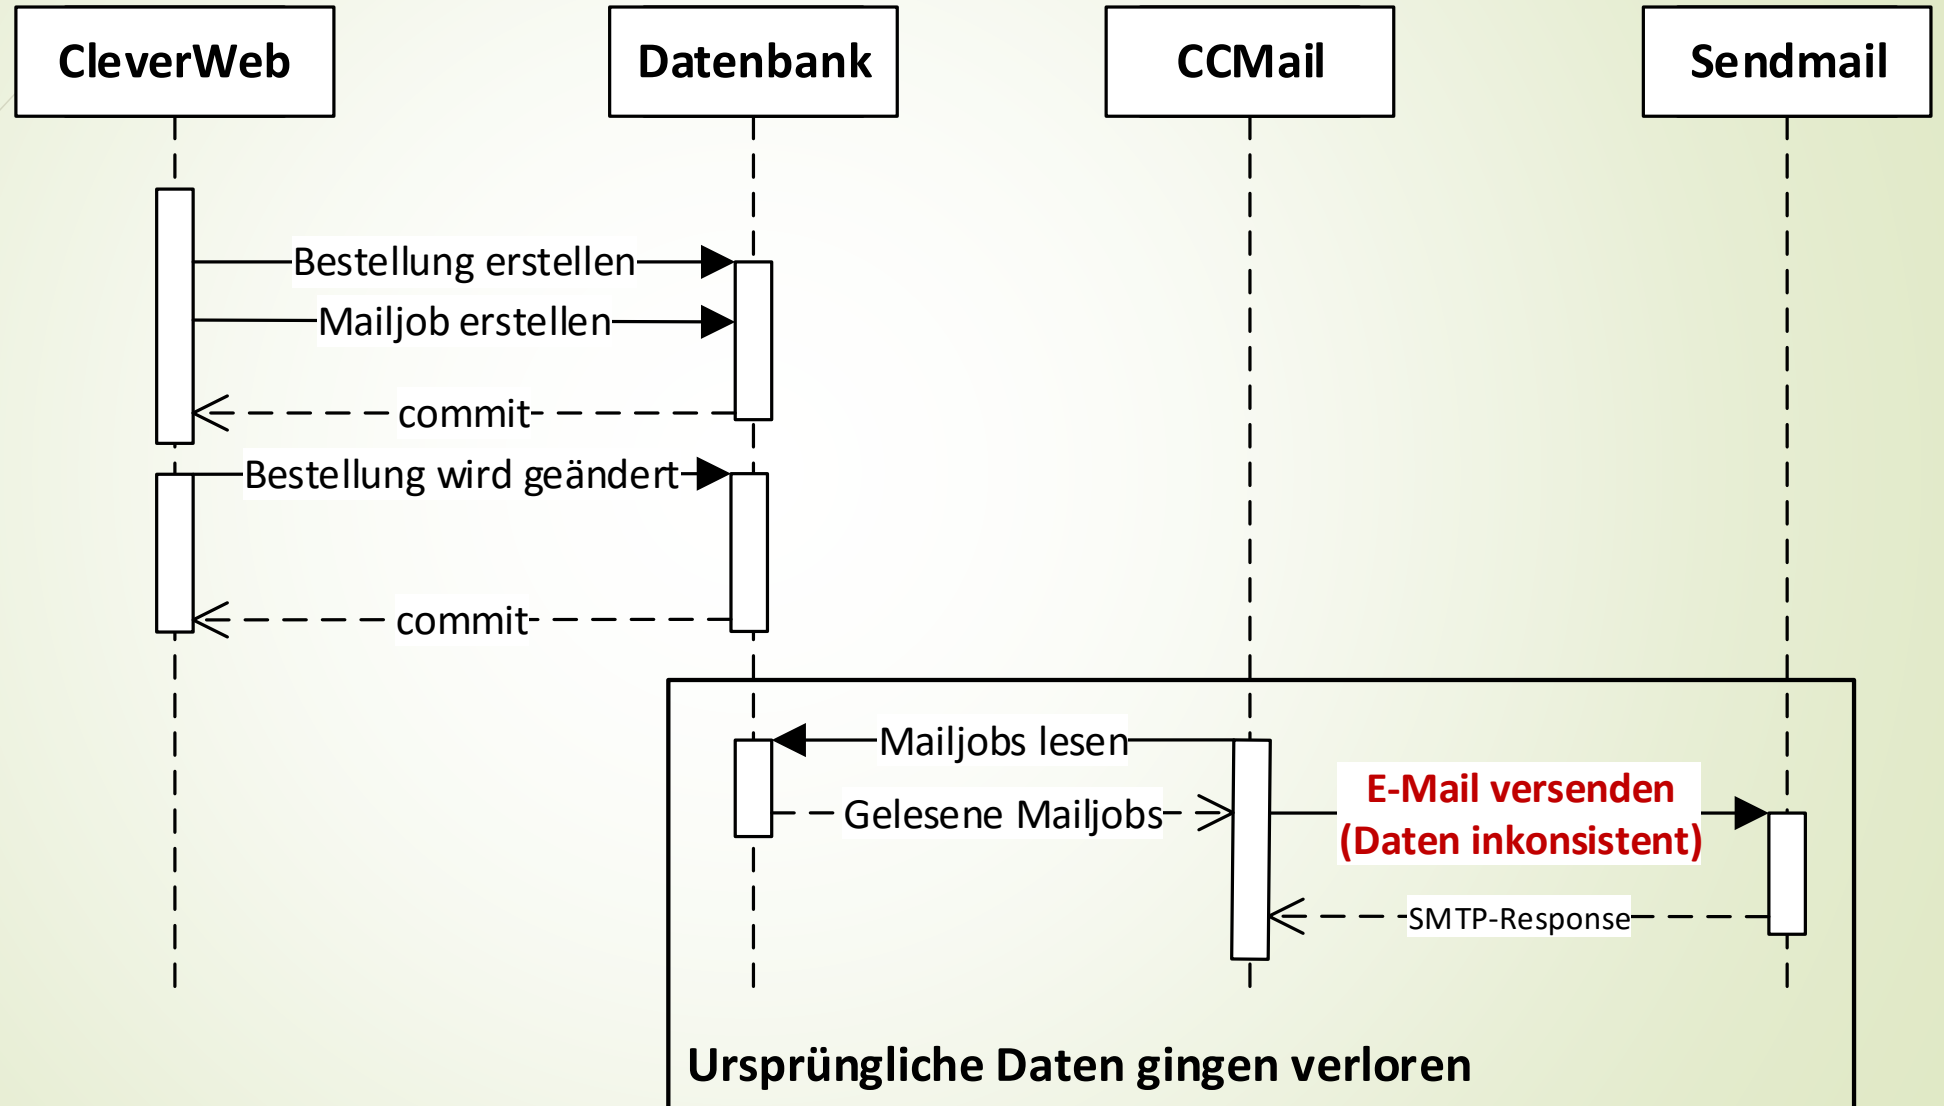 CleverWeb
Datenbank
CCMail
Sendmail
Bestellung erstellen
Mailjob erstellen
commit
Bestellung wird geändert
commit
Mailjobs lesen
Gelesene Mailjobs
E-Mail versenden
(Daten inkonsistent)
SMTP-Response
Ursprüngliche Daten gingen verloren